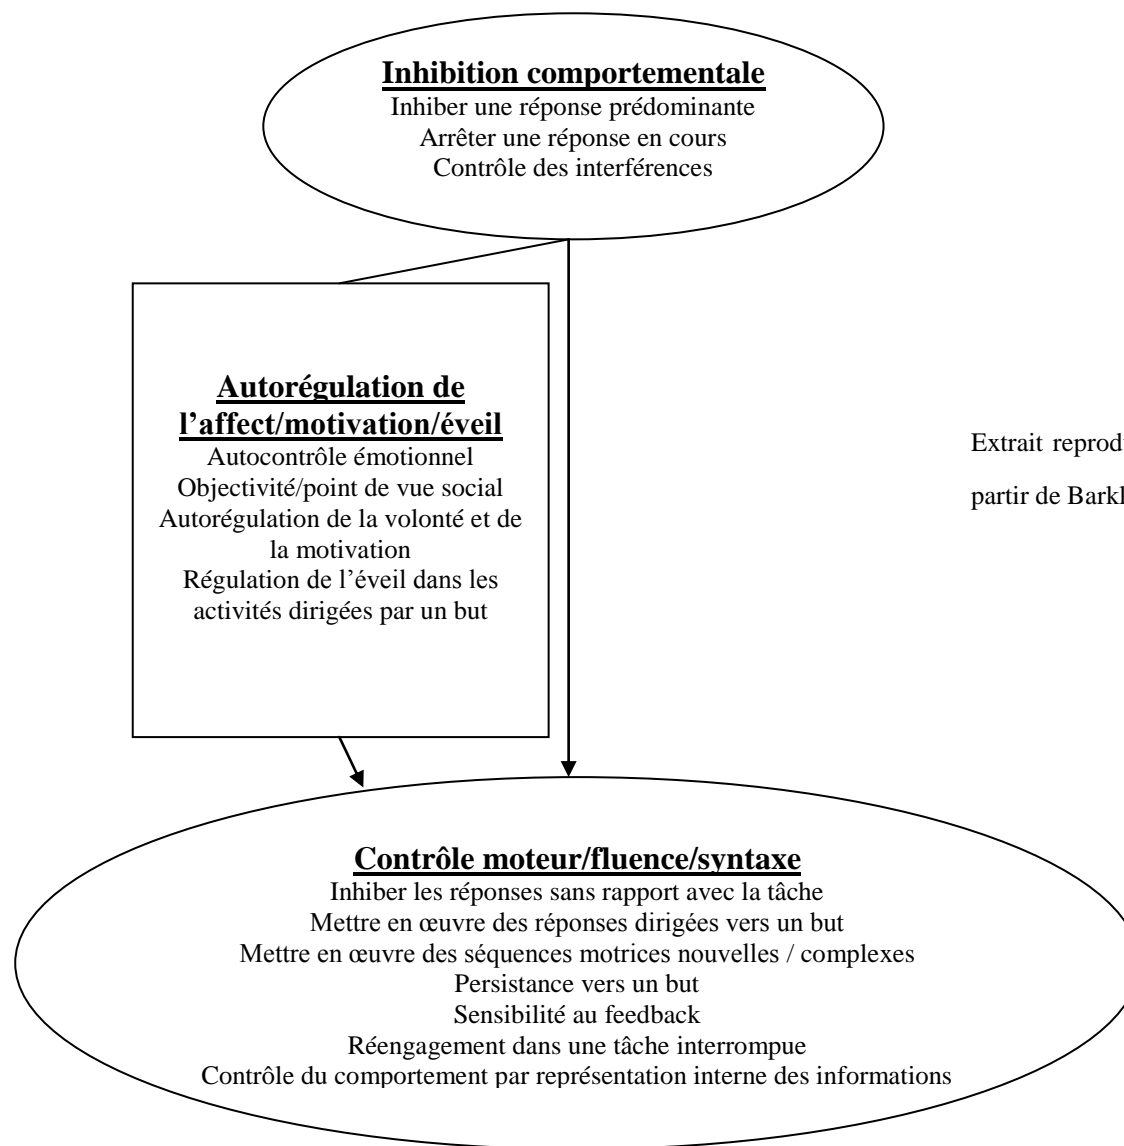 Inhibition comportementale
Inhiber une réponse prédominante
Arrêter une réponse en cours
Contrôle des interférences
Autorégulation de
l’affect/motivation/éveil
Autocontrôle émotionnel
Objectivité/point de vue social
Autorégulation de la volonté et de
la motivation
Régulation de l’éveil dans les
activités dirigées par un but
Extrait
partir de
Contrôle moteur/fluence/syntaxe
Inhiber les réponses sans rapport avec la tâche
Mettre en œuvre des réponses dirigées vers un but
Mettre en œuvre des séquences motrices nouvelles / complexes
Persistance vers un but
Sensibilité au feedback
Réengagement dans une tâche interrompue
Contrôle du comportement par représentation interne des informations